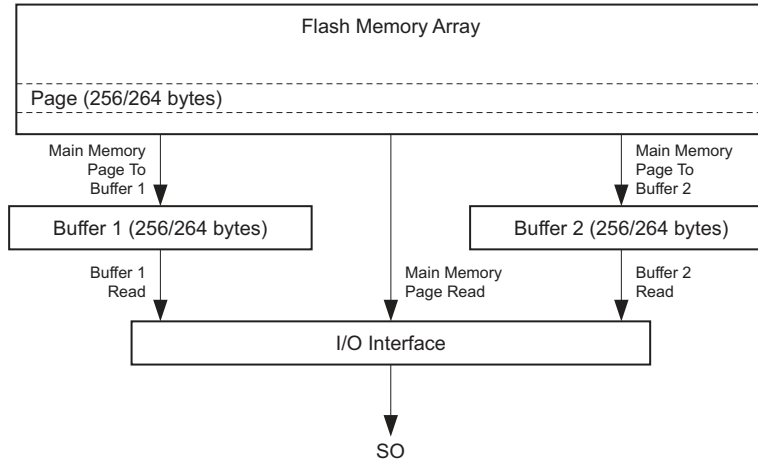 Flash Memory Array
Page (256/264 bytes)
Main Memory
Page To
Buffer 1
Main Memory
Page To
Buffer 2
Buffer 1 (256/264 bytes)
Buffer 2 (256/264 bytes)
Buffer 1
Read
Main Memory
Page Read
Buffer 2
Read
I/O Interface
SO